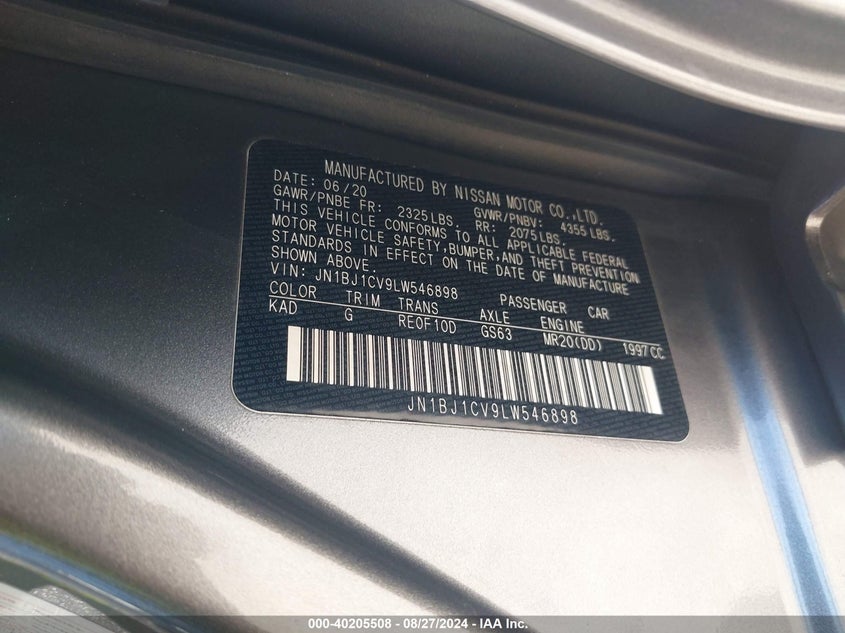 MANUFACTURED BY NISSAN MOTOR CO.,LTD.
DATE: 06/20 GVWR/PNBV: 4355 LBS.
GAWR/PNBE FR: 2325 LBS. RR: 2075 LBS.
THIS VEHICLE CONFORMS TO ALL APPLICABLE FEDERAL
MOTOR VEHICLE SAFETY, BUMPER, AND THEFT PREVENTION
STANDARDS IN EFFECT ON THE DATE OF MANUFACTURE
SHOWN ABOVE.
VIN: JN1BJ1CV9LW546898 PASSENGER CAR
COLOR TRIM TRANS AXLE ENGINE
KAD G RE0F10D GS63 MR20(DD) 1997CC
JN1BJ1CV9LW546898
000-40205508 - 08/27/2024 - IAA Inc.